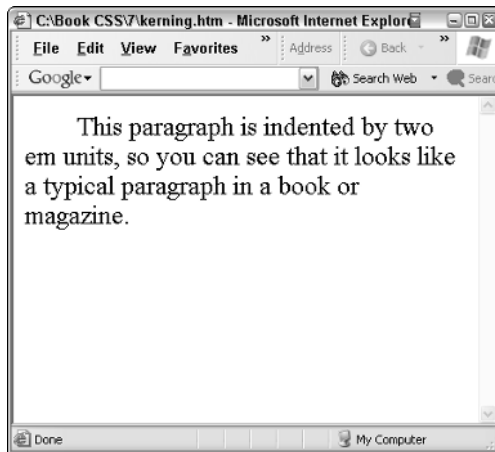 C:\Book CSS\7\kerning.htm - Microsoft Internet Explore
File Edit View Favorites » Address Back »
Google Search Web Sear
This paragraph is indented by two
em units, so you can see that it looks like
a typical paragraph in a book or
magazine.
Done My Computer